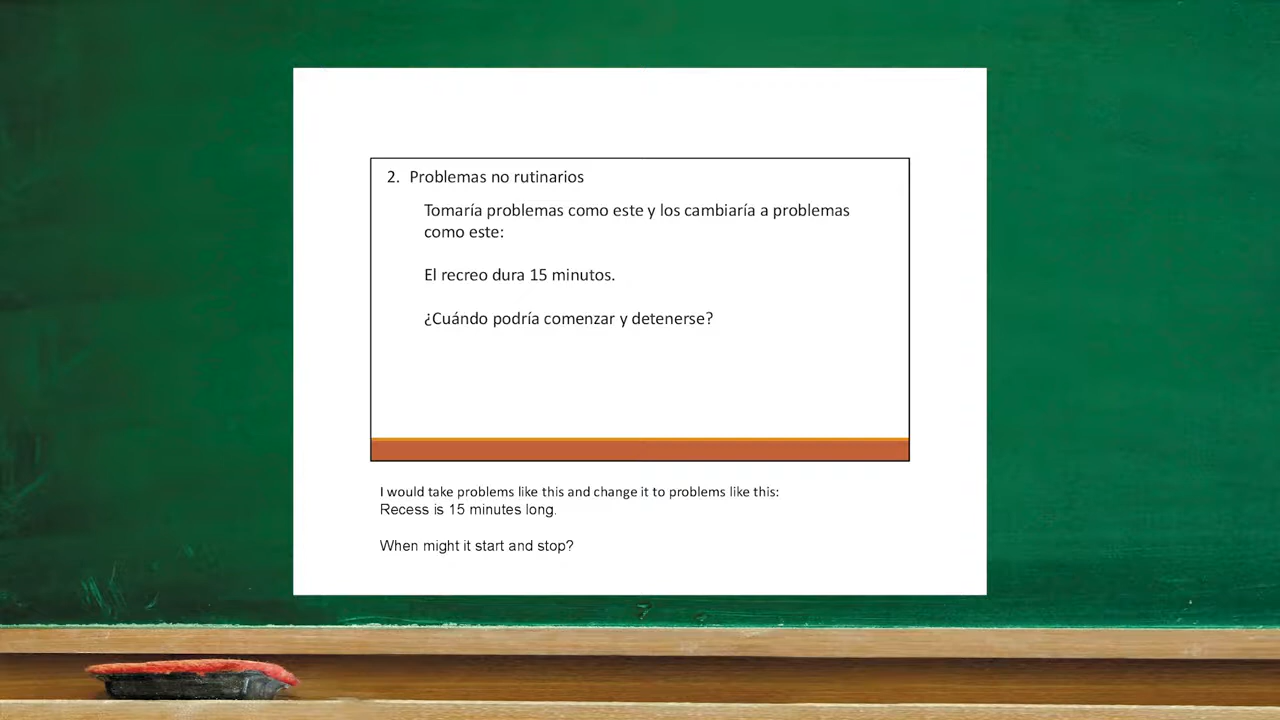 2. Problemas no rutinarios
Tomaría problemas como este y los cambiaría a problemas
como este:
El recreo dura 15 minutos.
¿Cuándo podría comenzar y detenerse?
I would take problems like this and change it to problems like this:
Recess is 15 minutes long.
When might it start and stop?